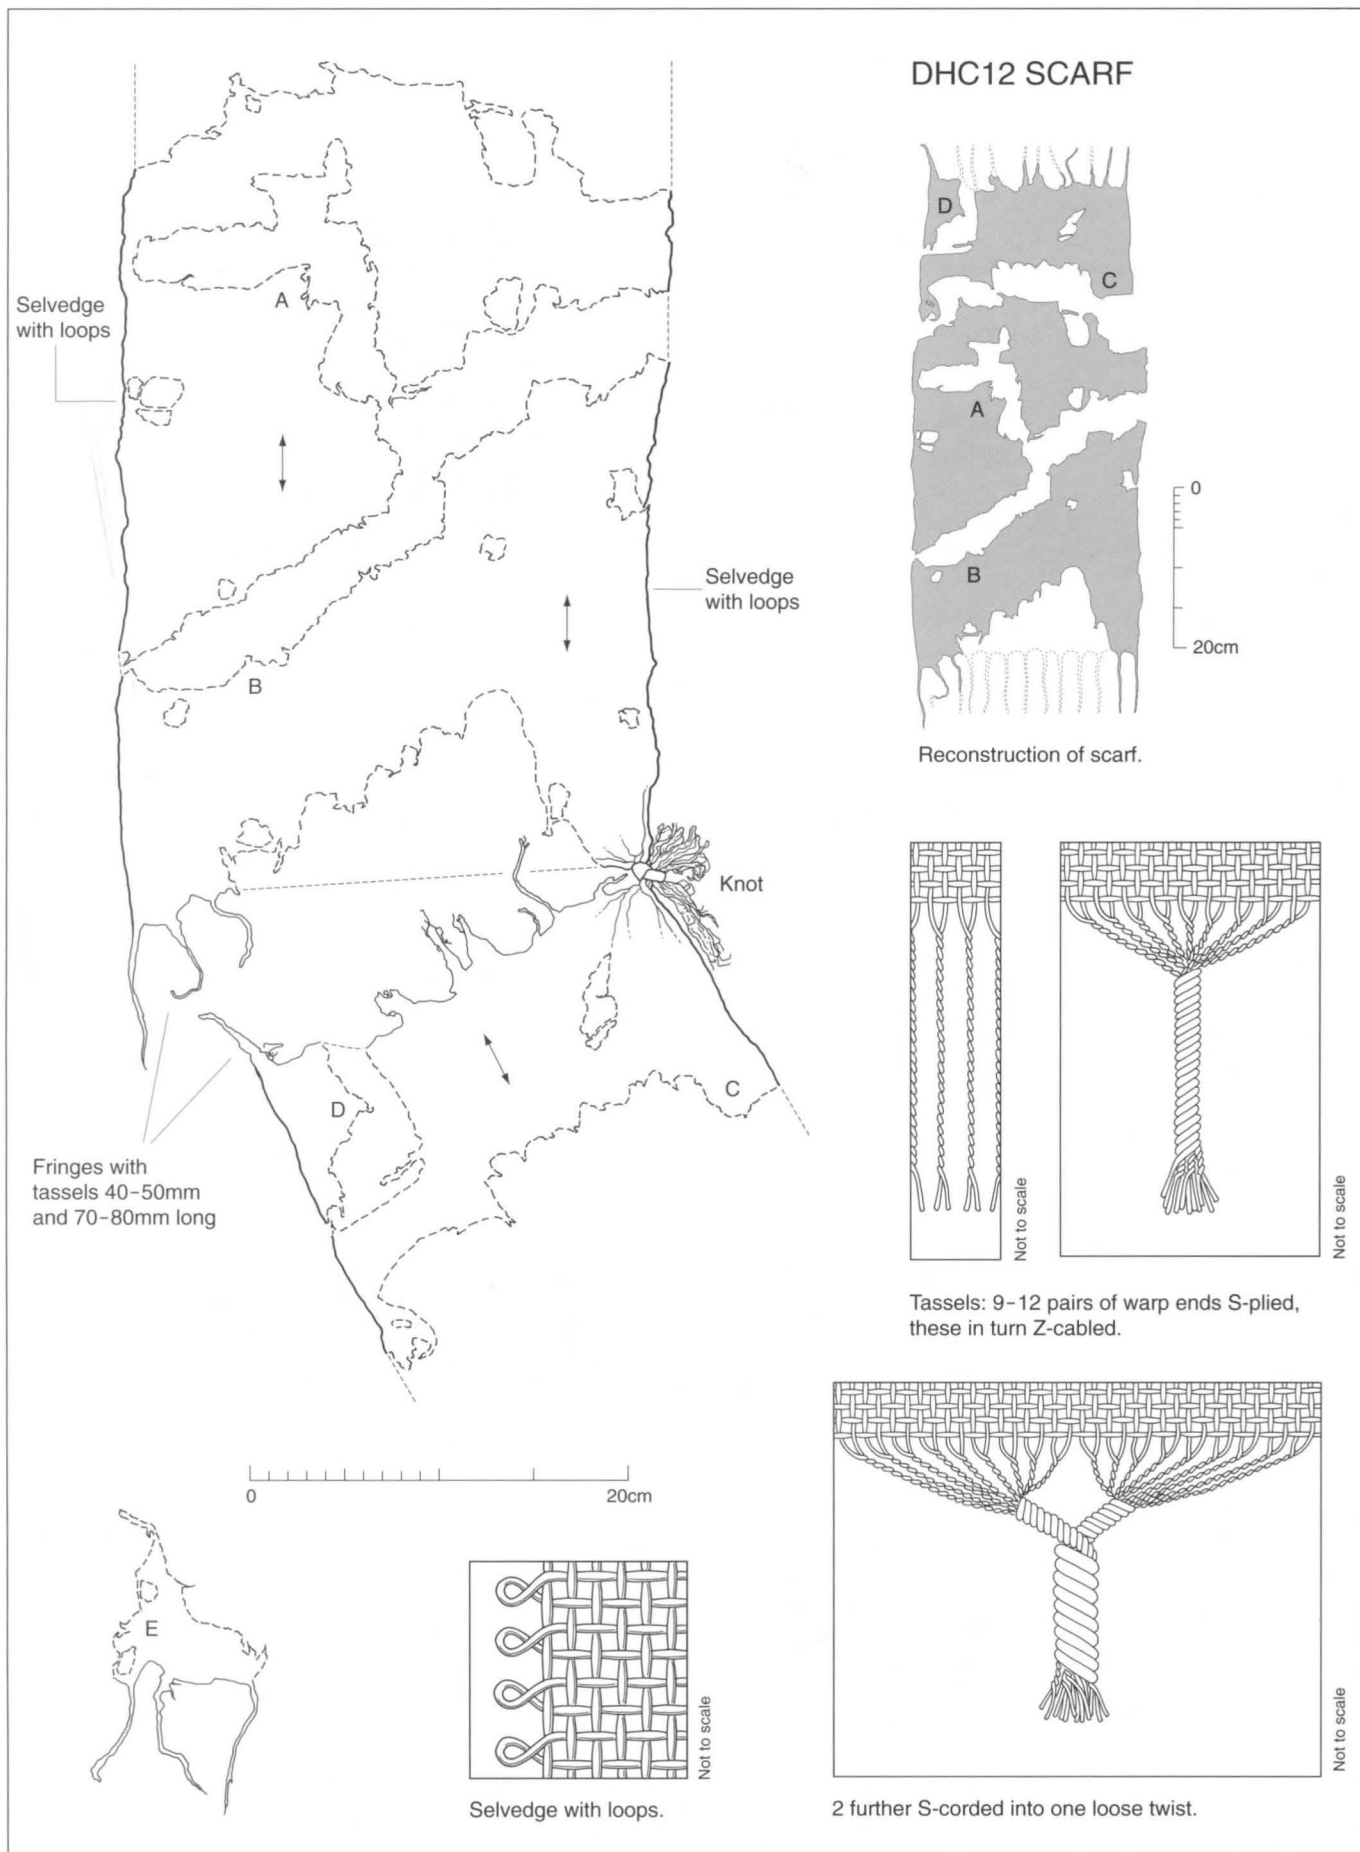 DHC12 SCARF
D
C
A
B
0
20cm
Reconstruction of scarf.
Selvedge
with loops
A
Selvedge
with loops
B
Knot
C
D
Fringes with
tassels 40–50mm
and 70–80mm long
0
20cm
E
Not to scale
Selvedge with loops.
Not to scale
Not to scale
Tassels: 9–12 pairs of warp ends S-plied,
these in turn Z-cabled.
Not to scale
2 further S-corded into one loose twist.